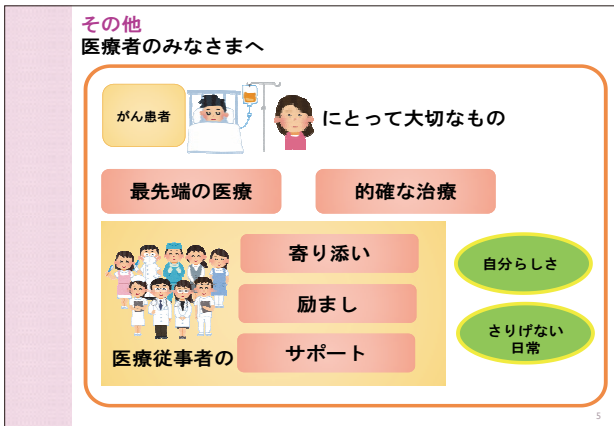 その他
医療者のみなさまへ
がん患者
にとって大切なもの
最先端の医療
的確な治療
寄り添い
励まし
医療従事者の
サポート
自分らしさ
さりげない
日常
5